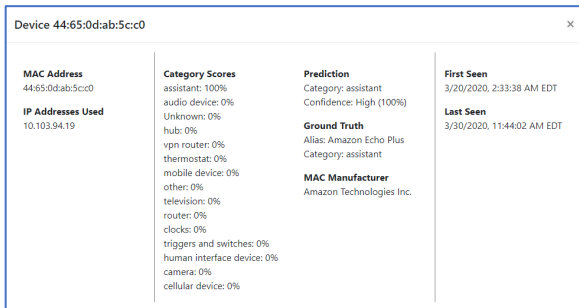 Device 44:65:0d:ab:5c:c0
×
MAC Address
44:65:0d:ab:5c:c0
IP Addresses Used
10.103.94.19
Category Scores
assistant: 100%
audio device: 0%
Unknown: 0%
hub: 0%
vpn router: 0%
thermostat: 0%
mobile device: 0%
other: 0%
television: 0%
router: 0%
clocks: 0%
triggers and switches: 0%
human interface device: 0%
camera: 0%
cellular device: 0%
Prediction
Category: assistant
Confidence: High (100%)
Ground Truth
Alias: Amazon Echo Plus
Category: assistant
MAC Manufacturer
Amazon Technologies Inc.
First Seen
3/20/2020, 2:33:38 AM EDT
Last Seen
3/30/2020, 11:44:02 AM EDT